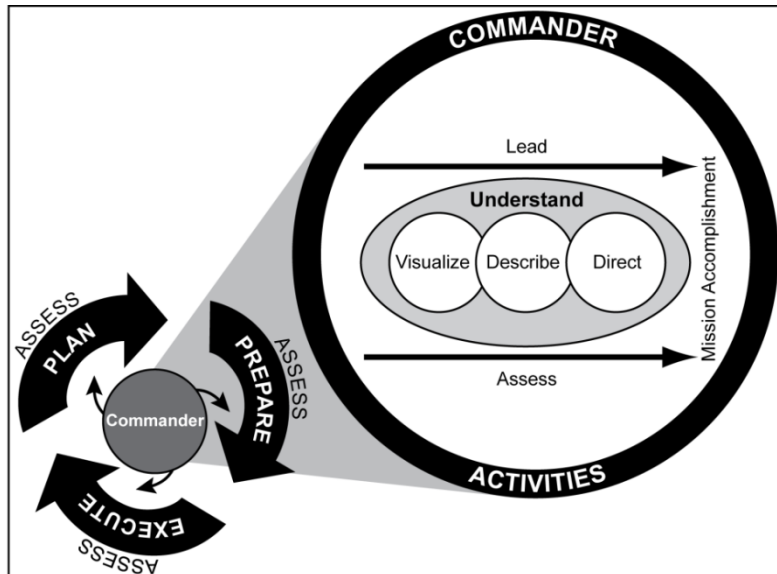 COMMANDER
Lead
Understand
Visualize
Describe
Direct
Mission Accomplishment
Assess
ACTIVITIES
ASSESS
PLAN
ASSESS
PREPARE
Commander
EXECUTE
ASSESS